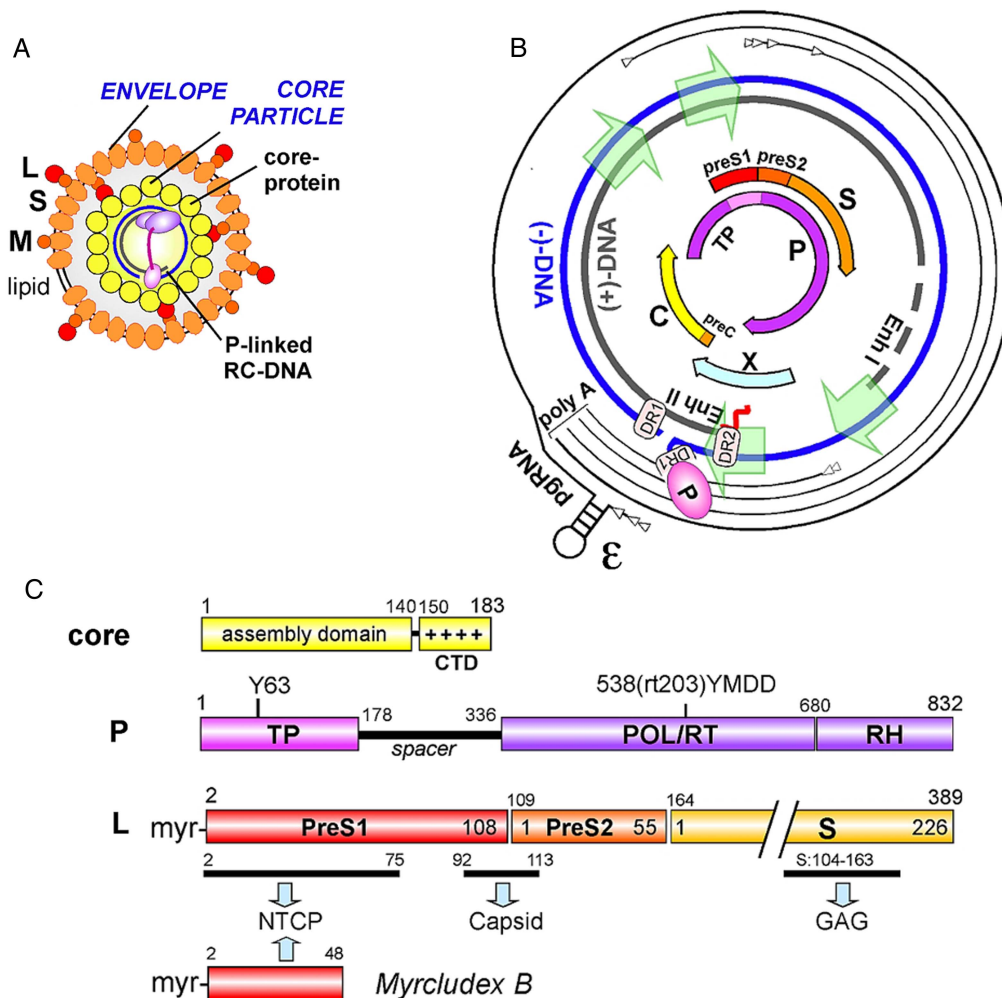 A
ENVELOPE
CORE
PARTICLE
core-
protein
L
S
M
lipid
P-linked
RC-DNA
B
preS1
preS2
S
TP
P
C
preC
X
(-)-DNA
(+)-DNA
Enh I
Enh II
DR1
DR2
DR1
P
poly A
pgRNA
ε
C
core
1
140
150
183
assembly domain
++++
CTD
P
1
Y63
178
336
538(rt203)YMDD
680
832
TP
spacer
POL/RT
RH
L
2
109
164
389
myr-
PreS1
108
1
PreS2
55
1
S
226
2
75
92
113
S:104-163
NTCP
Capsid
GAG
2
48
myr-
Myrcludex B